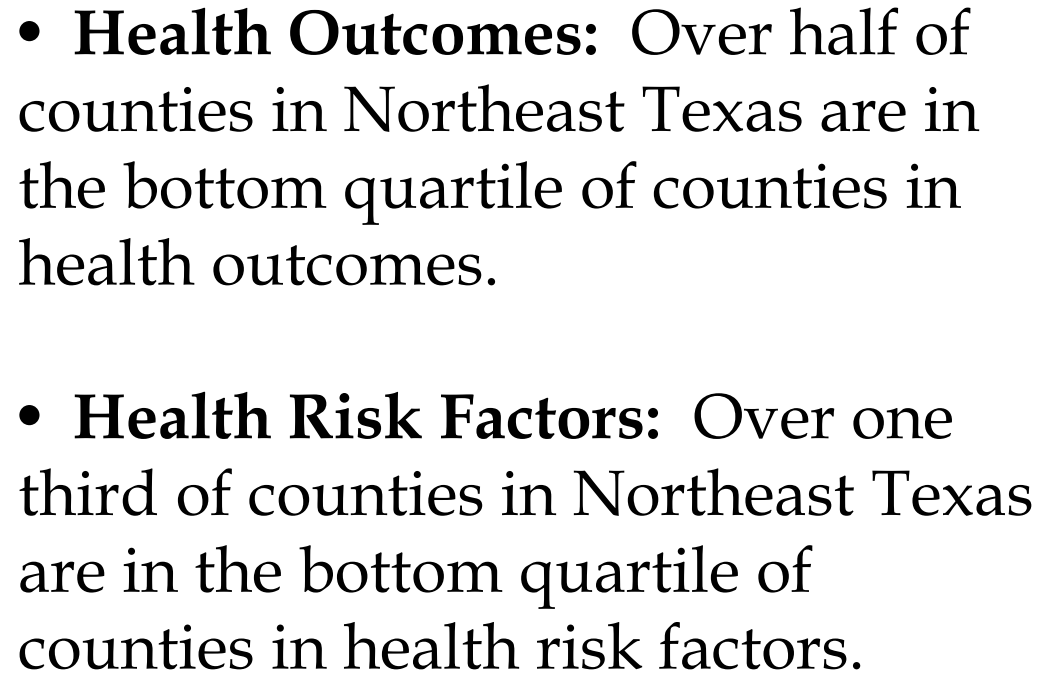 • Health Outcomes: Over half of
counties in Northeast Texas are in
the bottom quartile of counties in
health outcomes.
• Health Risk Factors: Over one
third of counties in Northeast Texas
are in the bottom quartile of
counties in health risk factors.